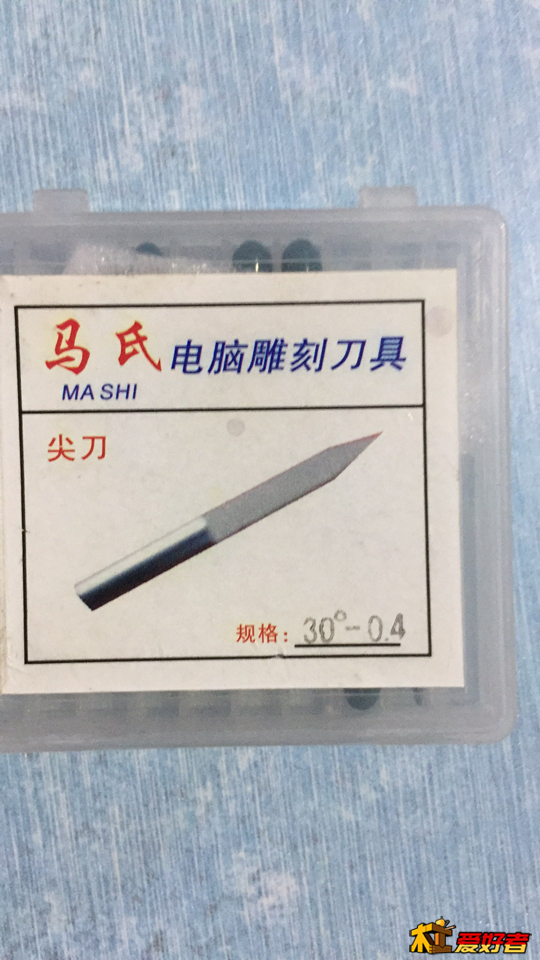 马氏 电脑雕刻刀具
MA SHI
尖刀
规格: 30°-0.4
木工爱好者